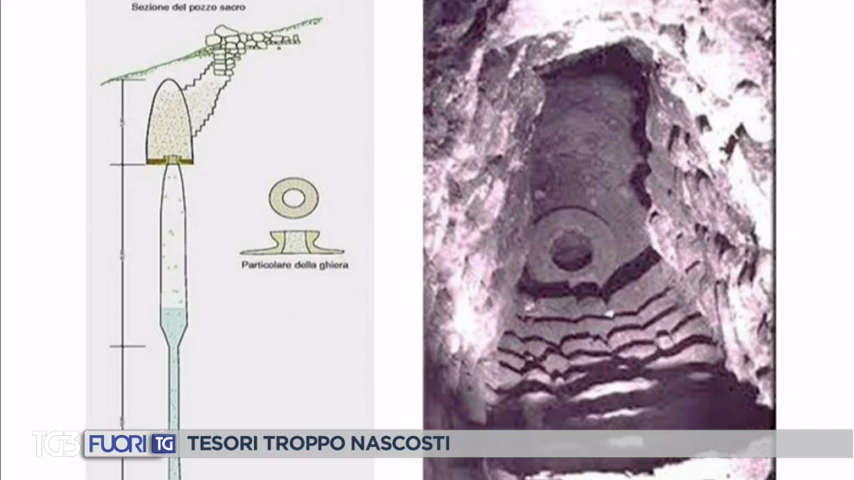 Sezione del pozzo sacro
Particolare della ghiera
TG3 FUORI TG TESORI TROPPO NASCOSTI